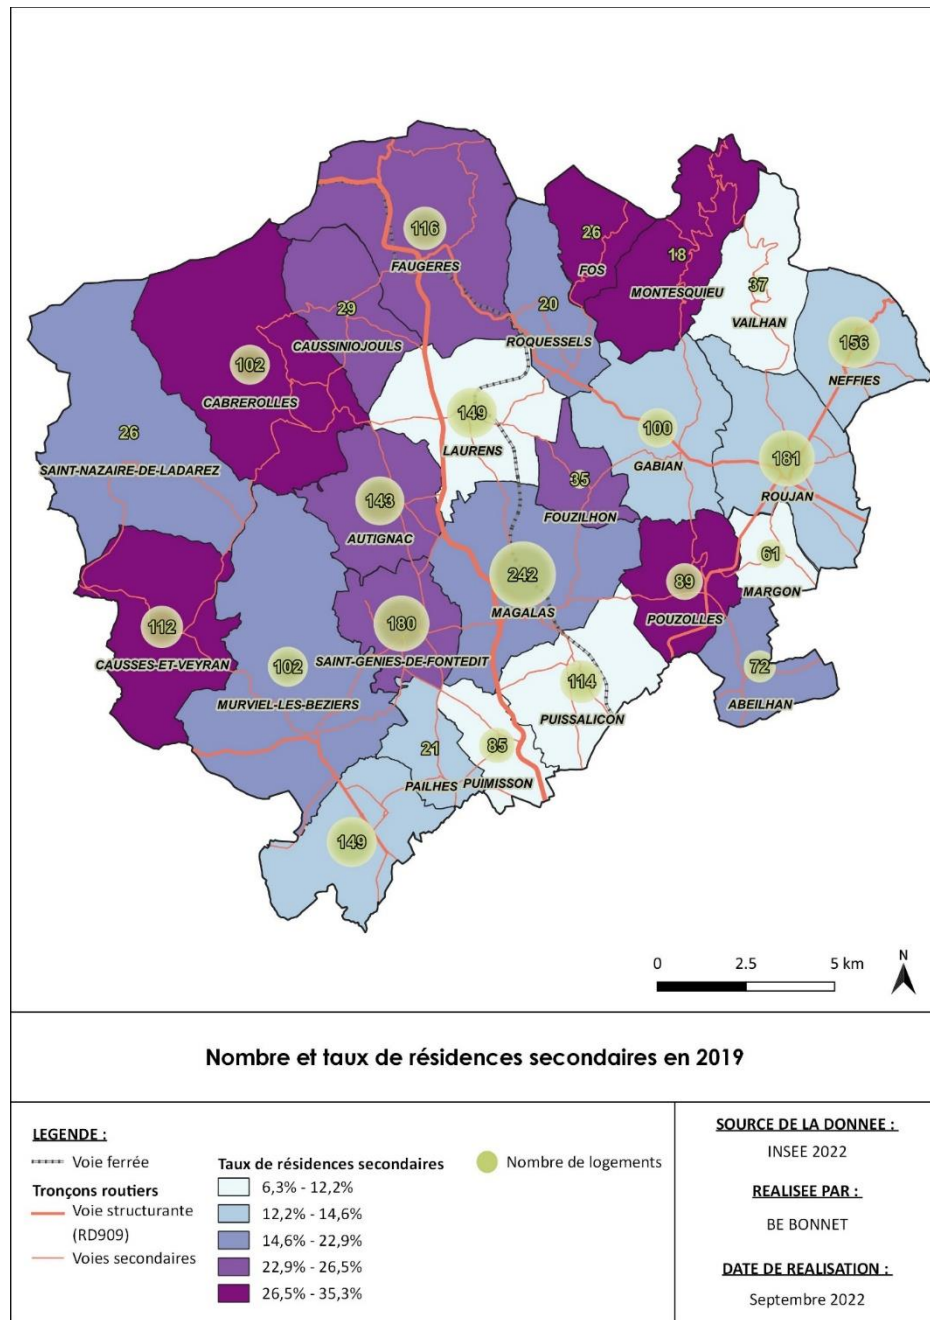 116
FAUGERES
26
FOS
18
MONTESQUIEU
37
VAILHAN
29
CAUSSINIOJOULS
20
ROQUESSELS
156
NEFFIES
102
CABREROLLES
149
LAURENS
100
GABIAN
181
ROUJAN
26
SAINT-NAZAIRE-DE-LADAREZ
143
AUTIGNAC
35
FOUZILHON
242
MAGALAS
89
POUZOLLES
61
MARGON
112
CAUSSES-ET-VEYRAN
180
SAINT-GENIES-DE-FONTEDIT
102
MURVIEL-LES-BEZIERS
114
PUISSALICON
72
ABEILHAN
21
PAILHES
85
PUIMISSON
149
0 2.5 5 km
N
Nombre et taux de résidences secondaires en 2019
LEGENDE :
Voie ferrée
Tronçons routiers
Voie structurante
(RD909)
Voies secondaires
Taux de résidences secondaires
6,3% - 12,2%
12,2% - 14,6%
14,6% - 22,9%
22,9% - 26,5%
26,5% - 35,3%
Nombre de logements
SOURCE DE LA DONNEE :
INSEE 2022
REALISEE PAR :
BE BONNET
DATE DE REALISATION :
Septembre 2022